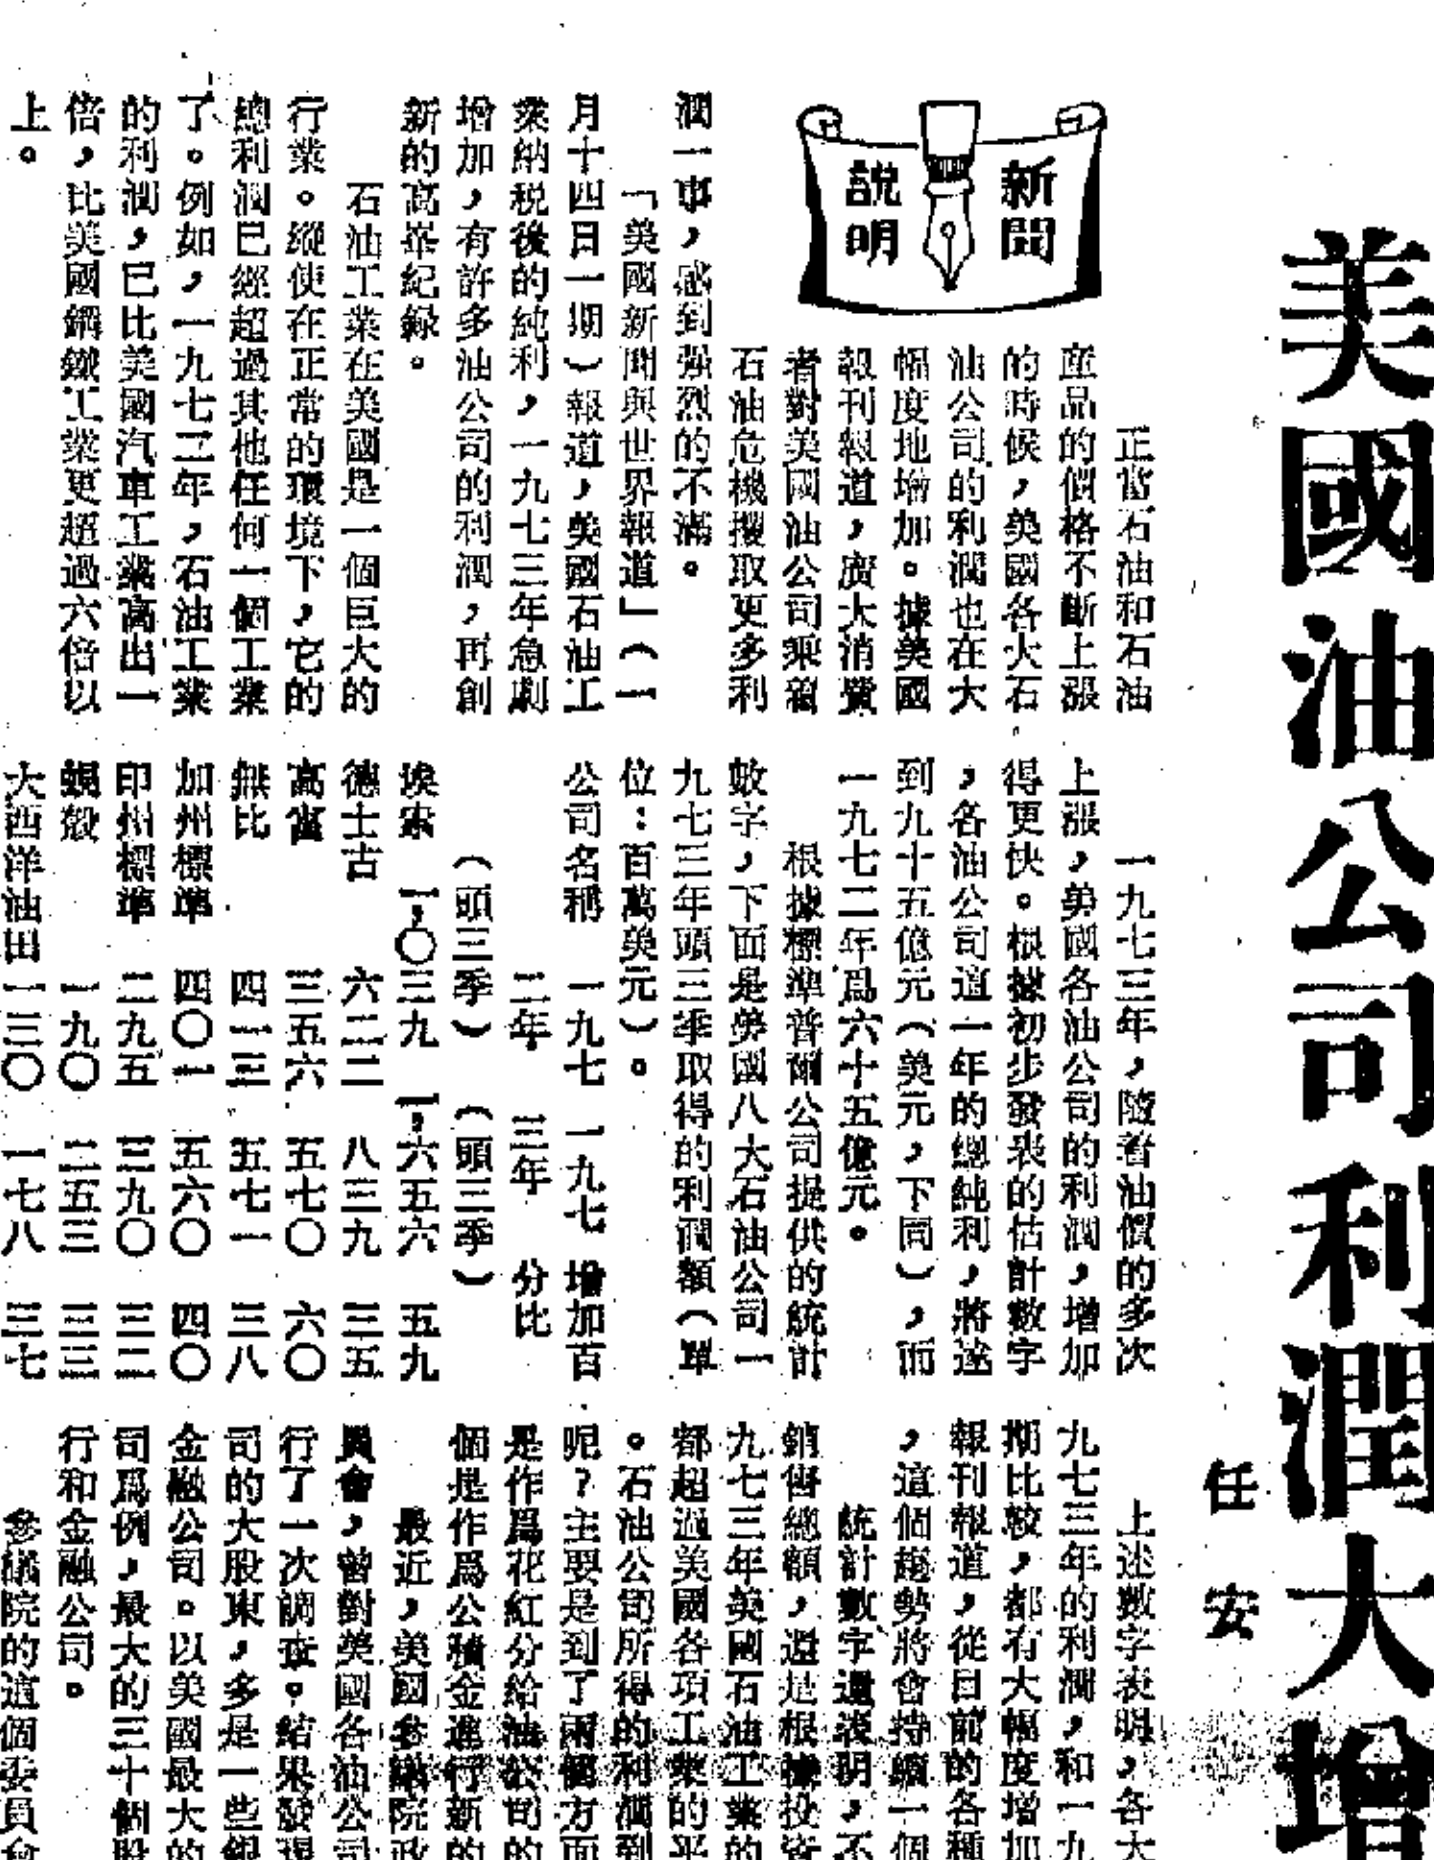 美國油公司利潤大增
任安
新聞
說明
正當石油和石油
產品的價格不斷上漲
的時候，美國各大石
油公司的利潤也在大
幅度地增加。據美國
報刊報道，廣大消費
者對美國油公司乘着
石油危機攫取更多利
潤一事，感到强烈的不滿。
「美國新聞與世界報道」（一
月十四日一期）報道，美國石油工
業納税後的純利，一九七三年急劇
增加，有許多油公司的利潤，再創
新的高峯紀錄。
石油工業在美國是一個巨大的
行業。縱使在正常的環境下，它的
總利潤已經超過其他任何一個工業
了。例如，一九七二年，石油工業
的利潤，已比美國汽車工業高出一
倍，比美國鋼鐵工業更超過六倍以
上。
一九七三年，隨着油價的多次
上漲，美國各油公司的利潤，增加
得更快。根據初步發表的估計數字
，各油公司這一年的總純利，將達
到九十五億元（美元，下同），而
一九七二年爲六十五億元。
根據標準普爾公司提供的統計
數字，下面是美國八大石油公司一
九七三年頭三季取得的利潤額（單
位：百萬美元）。
公司名稱 一九七 一九七 增加百
二年 三年 分比
（頭三季）（頭三季）
埃索 一，〇三九 一，六五六 五九
德士古 六二二 八三九 三五
高富 三五六 五七〇 六〇
無比 四一三 五七一 三八
加州標準 四〇一 五六〇 四〇
印州標準 二九五 三九〇 三二
蜆殼 一九〇 二五三 三三
大西洋油田 一三〇 一七八 三七
上述數字表明，各大
九七三年的利潤，和一九
期比較，都有大幅度增加
報刊報道，從目前的各種
，這個趨勢將會持續一個
統計數字還表明，不
銷售總額，還是根據投資
九七三年美國石油工業的
都超過美國各項工業的平
。石油公司所得的利潤到
呢？主要是到了兩個方面
是作爲花紅分給油公司的
個是作爲公積金進行新的
最近，美國參議院政
員會，曾對美國各油公司
行了一次調查。結果發現
司的大股東，多是一些銀
金融公司。以美國最大的
司爲例，最大的三十個股
行和金融公司。
參議院的這個委員會